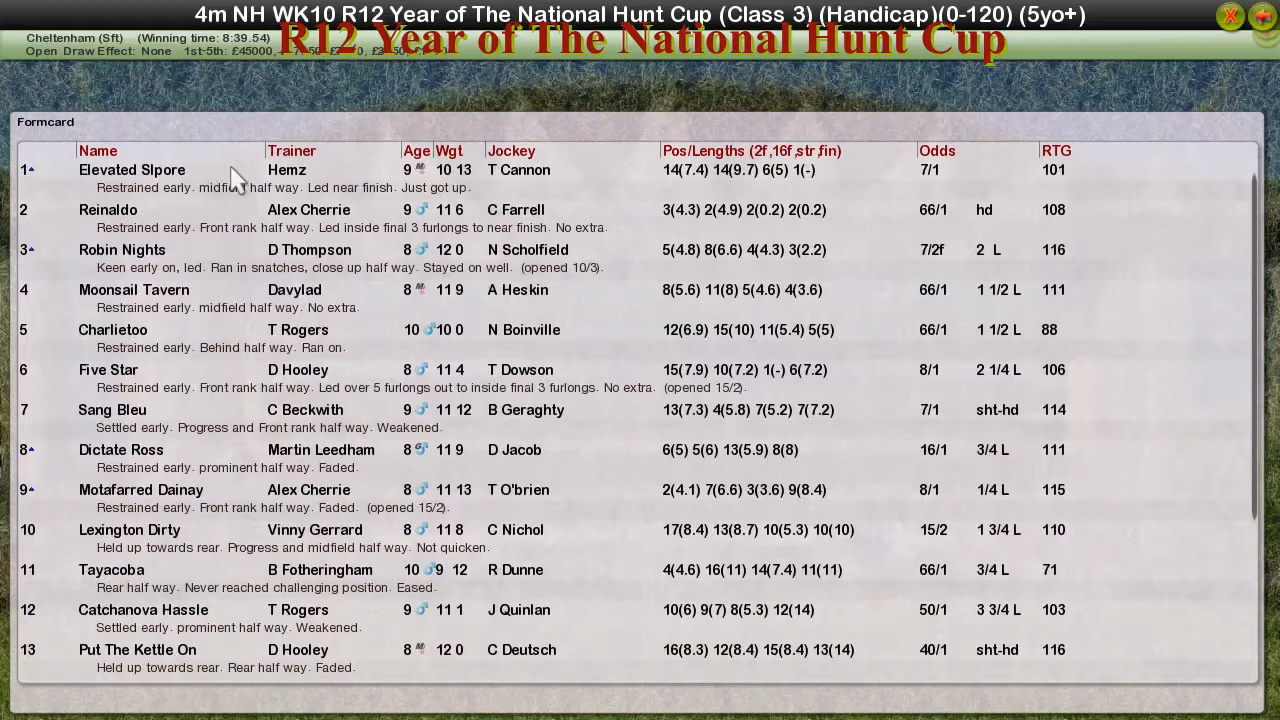 4m NH WK10 R12 Year of The National Hunt Cup (Class 3) (Handicap)(0-120) (5yo+)
R12 Year of The National Hunt Cup
Cheltenham (Sft) (Winning time: 8:39.54)
Open Draw Effect: None 1st-5th: £45000,
Formcard
Name Trainer Age Wgt Jockey Pos/Lengths (2f,16f,str,fin) Odds RTG
1 Elevated Slpore Hemz 9 10 13 T Cannon 14(7.4) 14(9.7) 6(5) 1(-) 7/1 101
Restrained early. midfield half way. Led near finish. Just got up.
2 Reinaldo Alex Cherrie 9 11 6 C Farrell 3(4.3) 2(4.9) 2(0.2) 2(0.2) 66/1 hd 108
Restrained early. Front rank half way. Led inside final 3 furlongs to near finish. No extra.
3 Robin Nights D Thompson 8 12 0 N Scholfield 5(4.8) 8(6.6) 4(4.3) 3(2.2) 7/2f 2 L 116
Keen early on, led. Ran in snatches, close up half way. Stayed on well. (opened 10/3).
4 Moonsail Tavern Davylad 8 11 9 A Heskin 8(5.6) 11(8) 5(4.6) 4(3.6) 66/1 1 1/2 L 111
Restrained early. midfield half way. No extra.
5 Charlietoo T Rogers 10 10 0 N Boinville 12(6.9) 15(10) 11(5.4) 5(5) 66/1 1 1/2 L 88
Restrained early. Behind half way. Ran on.
6 Five Star D Hooley 8 11 4 T Dowson 15(7.9) 10(7.2) 1(-) 6(7.2) 8/1 2 1/4 L 106
Restrained early. Front rank half way. Led over 5 furlongs out to inside final 3 furlongs. No extra. (opened 15/2).
7 Sang Bleu C Beckwith 9 11 12 B Geraghty 13(7.3) 4(5.8) 7(5.2) 7(7.2) 7/1 sht-hd 114
Settled early. Progress and Front rank half way. Weakened.
8 Dictate Ross Martin Leedham 8 11 9 D Jacob 6(5) 5(6) 13(5.9) 8(8) 16/1 3/4 L 111
Restrained early. prominent half way. Faded.
9 Motafarred Dainay Alex Cherrie 8 11 13 T O'brien 2(4.1) 7(6.6) 3(3.6) 9(8.4) 8/1 1/4 L 115
Restrained early. Front rank half way. Faded. (opened 15/2).
10 Lexington Dirty Vinny Gerrard 8 11 8 C Nichol 17(8.4) 13(8.7) 10(5.3) 10(10) 15/2 1 3/4 L 110
Held up towards rear. Progress and midfield half way. Not quicken.
11 Tayacoba B Fotheringham 10 9 12 R Dunne 4(4.6) 16(11) 14(7.4) 11(11) 66/1 3/4 L 71
Rear half way. Never reached challenging position. Eased.
12 Catchanova Hassle T Rogers 9 11 1 J Quinlan 10(6) 9(7) 8(5.3) 12(14) 50/1 3 3/4 L 103
Settled early. prominent half way. Weakened.
13 Put The Kettle On D Hooley 8 12 0 C Deutsch 16(8.3) 12(8.4) 15(8.4) 13(14) 40/1 sht-hd 116
Held up towards rear. Rear half way. Faded.